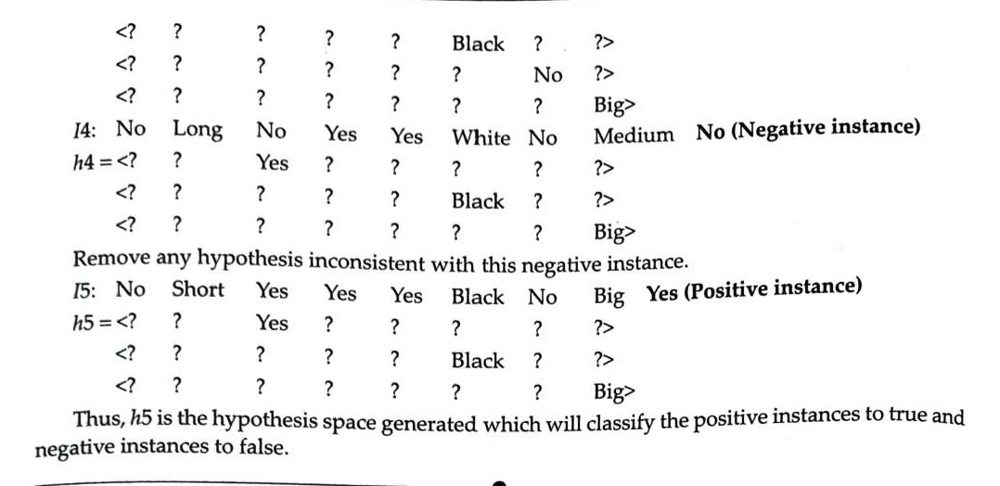 <? ? ? ? ? Black ? ?>
<? ? ? ? ? ? No ?>
<? ? ? ? ? ? ? Big>
I4: No Long No Yes Yes White No Medium No (Negative instance)
h4 = <? ? Yes ? ? ? ? ?>
<? ? ? ? ? Black ? ?>
<? ? ? ? ? ? ? Big>
Remove any hypothesis inconsistent with this negative instance.
I5: No Short Yes Yes Yes Black No Big Yes (Positive instance)
h5 = <? ? Yes ? ? ? ? ?>
<? ? ? ? ? Black ? ?>
<? ? ? ? ? ? ? Big>
Thus, h5 is the hypothesis space generated which will classify the positive instances to true and
negative instances to false.